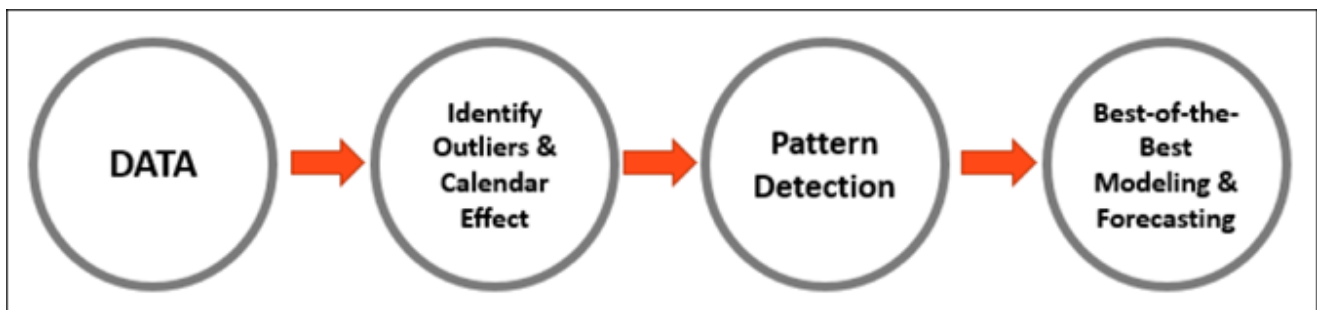 DATA
Identify
Outliers &
Calendar
Effect
Pattern
Detection
Best-of-the-
Best
Modeling &
Forecasting